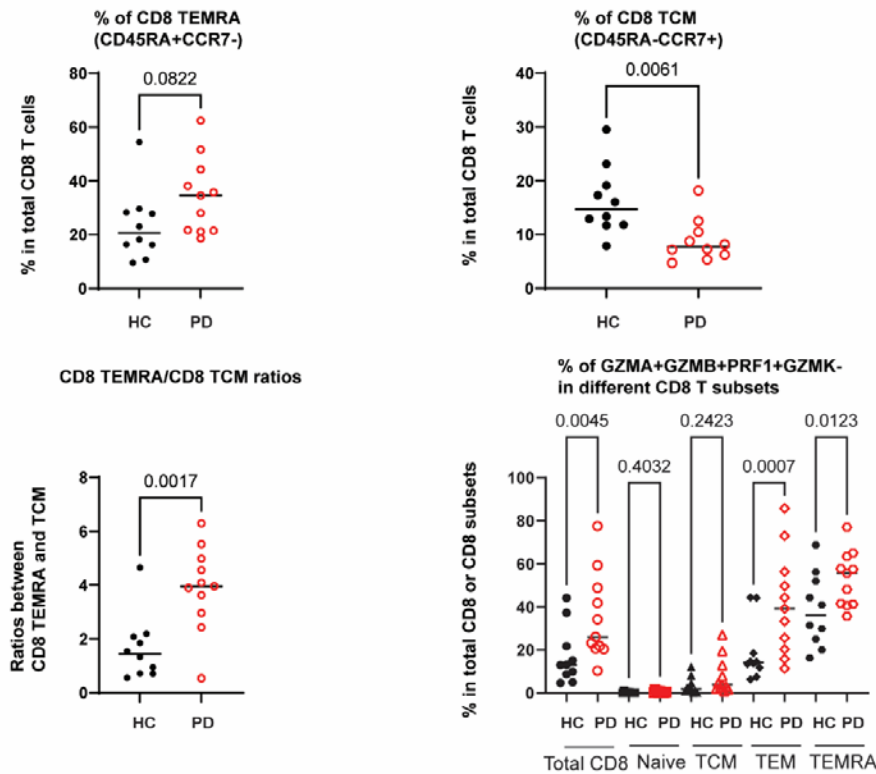 % of CD8 TEMRA
(CD45RA+CCR7-)
% in total CD8 T cells
80
60
40
20
0
0.0822
HC PD
% of CD8 TCM
(CD45RA-CCR7+)
% in total CD8 T cells
40
30
20
10
0
0.0061
HC PD
CD8 TEMRA/CD8 TCM ratios
Ratios between
CD8 TEMRA and TCM
8
6
4
2
0
0.0017
HC PD
% of GZMA+GZMB+PRF1+GZMK-
in different CD8 T subsets
% in total CD8 or CD8 subsets
0.0045 0.2423 0.0123
0.4032 0.0007
100
80
60
40
20
0
HC PD HC PD HC PD HC PD HC PD
Total CD8 Naive TCM TEM TEMRA